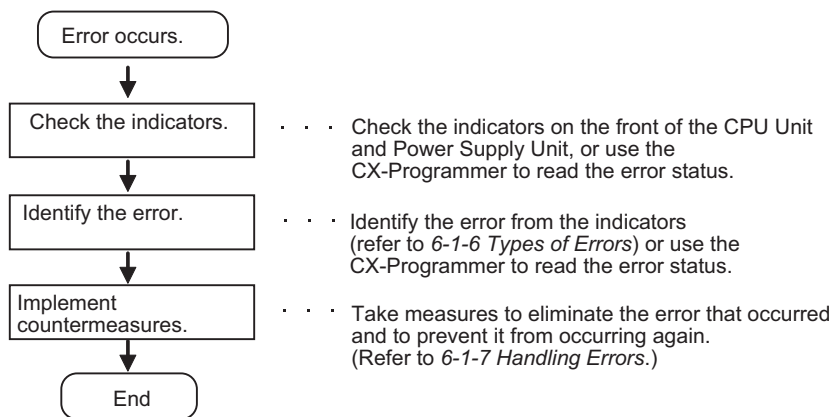 Error occurs.
Check the indicators.
· · · Check the indicators on the front of the CPU Unit
and Power Supply Unit, or use the
CX-Programmer to read the error status.
Identify the error.
· · · Identify the error from the indicators
(refer to 6-1-6 Types of Errors) or use the
CX-Programmer to read the error status.
Implement
countermeasures.
· · · Take measures to eliminate the error that occurred
and to prevent it from occurring again.
(Refer to 6-1-7 Handling Errors.)
End